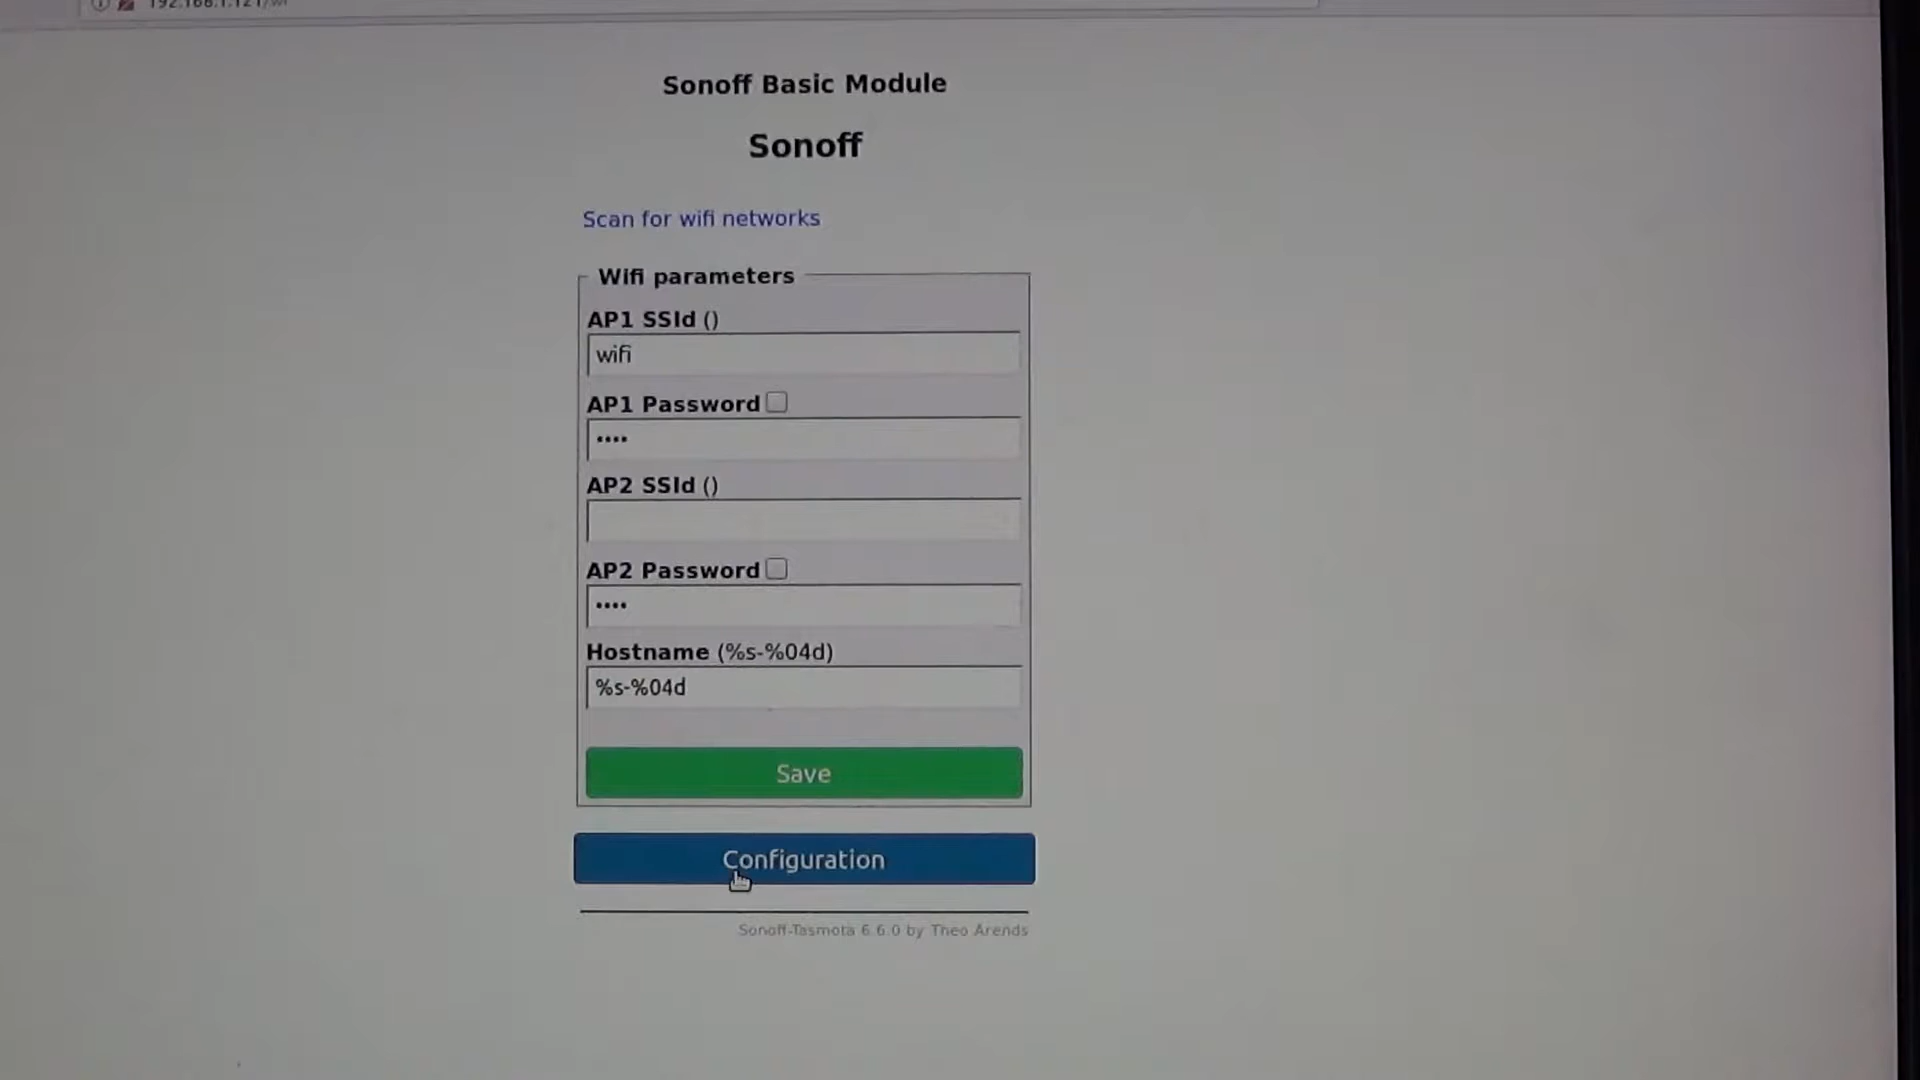 Sonoff Basic Module
Sonoff
Scan for wifi networks
Wifi parameters
AP1 SSId ()
wifi
AP1 Password
••••
AP2 SSId ()
AP2 Password
••••
Hostname (%s-%04d)
%s-%04d
Save
Configuration
Sonoff-Tasmota 6.6.0 by Theo Arends